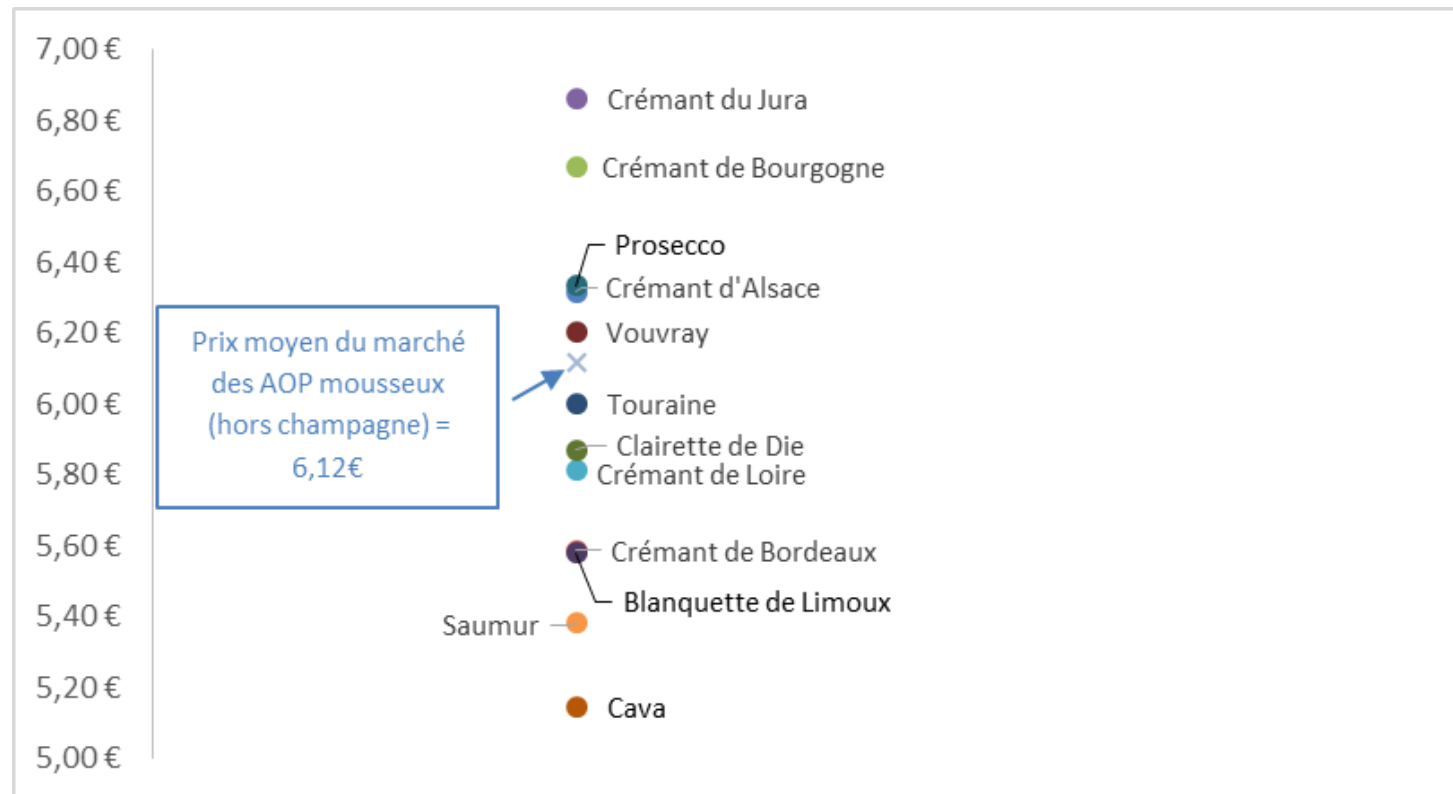 7,00 €
6,80 €
6,60 €
6,40 €
6,20 €
6,00 €
5,80 €
5,60 €
5,40 €
5,20 €
5,00 €
Prix moyen du marché
des AOP mousseux
(hors champagne) =
6,12€
Crémant du Jura
Crémant de Bourgogne
Prosecco
Crémant d'Alsace
Vouvray
Touraine
Clairette de Die
Crémant de Loire
Crémant de Bordeaux
Blanquette de Limoux
Saumur
Cava